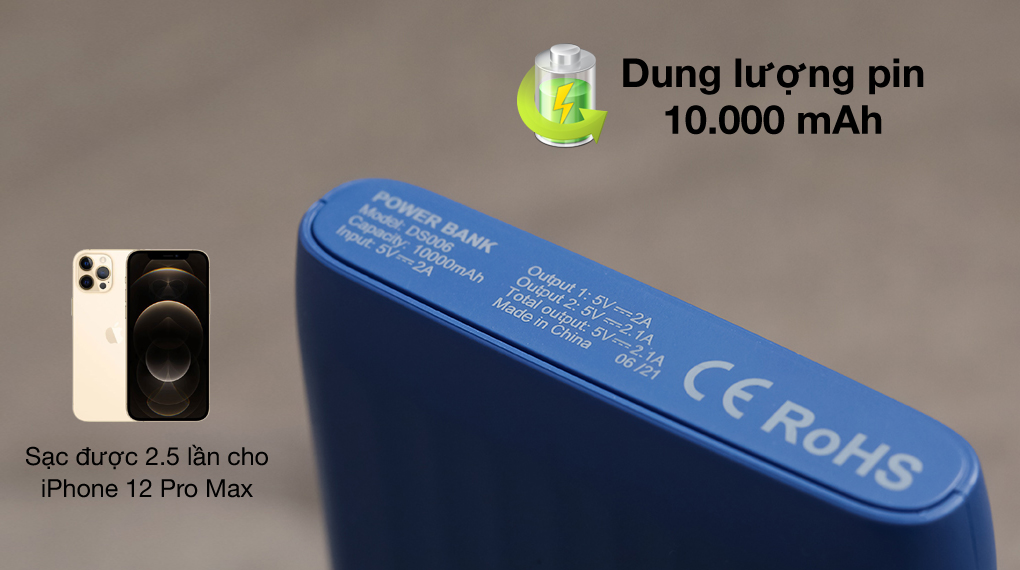 Dung lượng pin
10.000 mAh
POWER BANK
Model: DS006
Capacity: 10000mAh
Input: 5V⎓2A
Output 1: 5V⎓2A
Output 2: 5V⎓2.1A
Total output: 5V⎓2.1A
Made in China
06 /21
CE RoHS
Sạc được 2.5 lần cho
iPhone 12 Pro Max